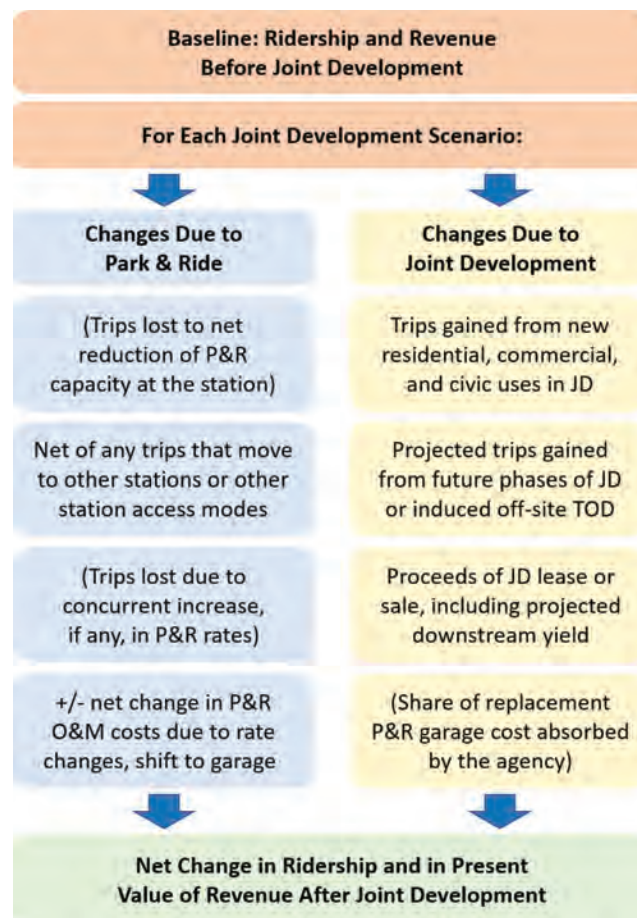 Baseline: Ridership and Revenue
Before Joint Development
For Each Joint Development Scenario:
Changes Due to
Park & Ride
(Trips lost to net
reduction of P&R
capacity at the station)
Net of any trips that move
to other stations or other
station access modes
(Trips lost due to
concurrent increase,
if any, in P&R rates)
+/- net change in P&R
O&M costs due to rate
changes, shift to garage
Changes Due to
Joint Development
Trips gained from new
residential, commercial,
and civic uses in JD
Projected trips gained
from future phases of JD
or induced off-site TOD
Proceeds of JD lease or
sale, including projected
downstream yield
(Share of replacement
P&R garage cost absorbed
by the agency)
Net Change in Ridership and in Present
Value of Revenue After Joint Development